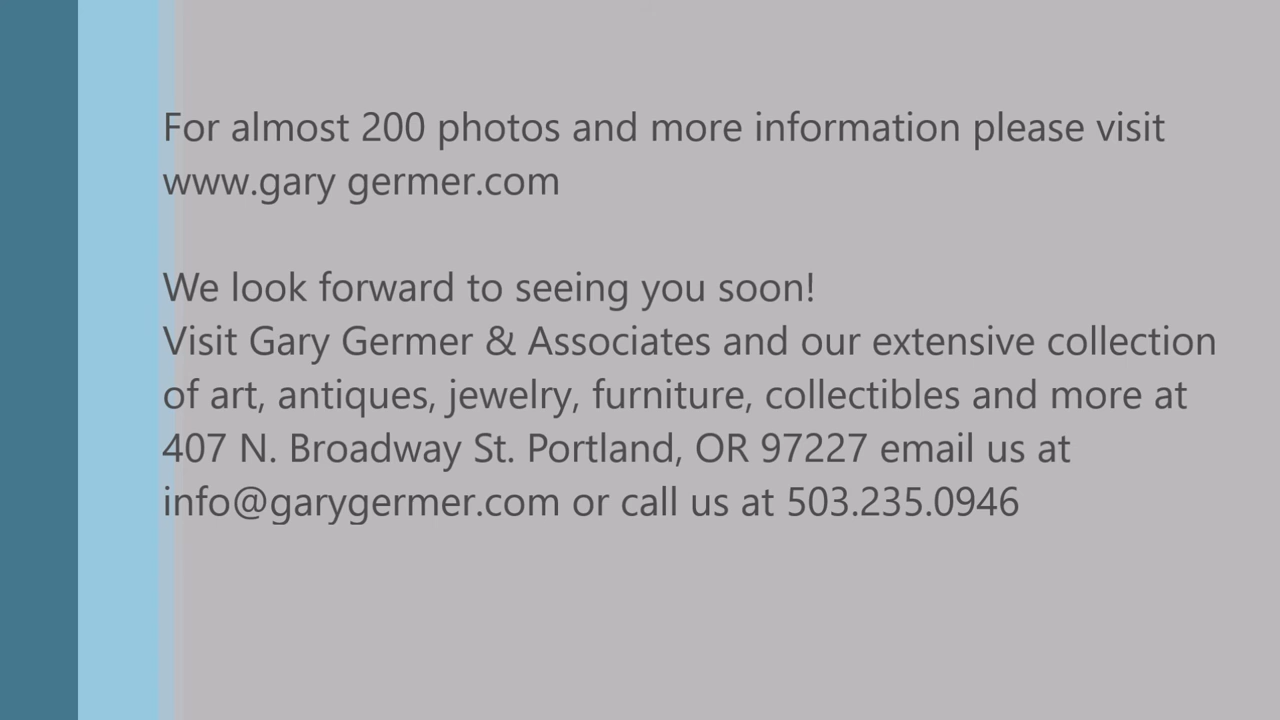 For almost 200 photos and more information please visit
www.gary germer.com
We look forward to seeing you soon!
Visit Gary Germer & Associates and our extensive collection
of art, antiques, jewelry, furniture, collectibles and more at
407 N. Broadway St. Portland, OR 97227 email us at
info@garygermer.com or call us at 503.235.0946